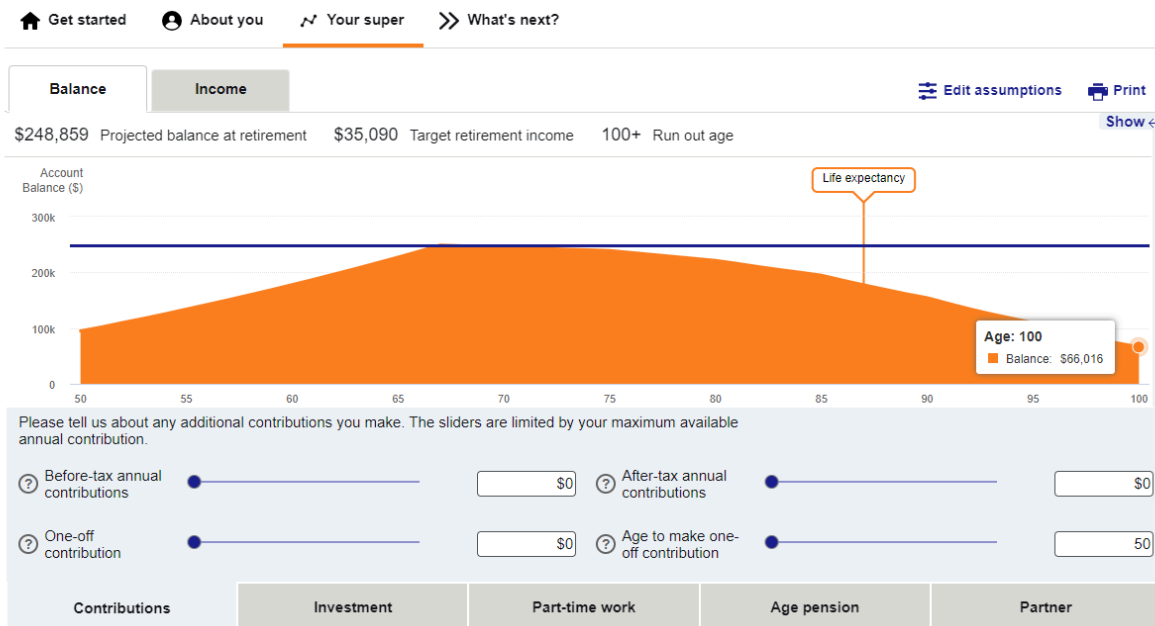 Get started About you Your super What's next?
Balance Income Edit assumptions Print
Show
$248,859 Projected balance at retirement $35,090 Target retirement income 100+ Run out age
Account
Balance ($)
Life expectancy
300k
200k
100k
Age: 100
Balance: $66,016
0
50 55 60 65 70 75 80 85 90 95 100
Please tell us about any additional contributions you make. The sliders are limited by your maximum available
annual contribution.
? Before-tax annual
contributions
$0
? After-tax annual
contributions
$0
? One-off
contribution
$0
? Age to make one-
off contribution
50
Contributions Investment Part-time work Age pension Partner